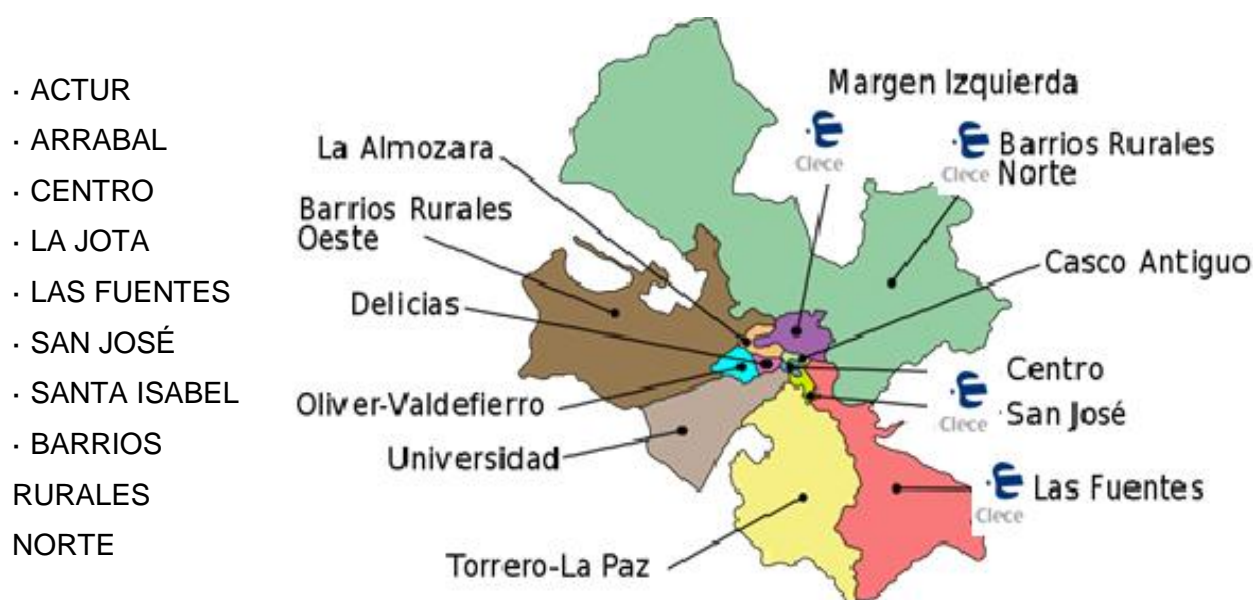 · ACTUR
· ARRABAL
· CENTRO
· LA JOTA
· LAS FUENTES
· SAN JOSÉ
· SANTA ISABEL
· BARRIOS
RURALES
NORTE
Margen Izquierda
Clece
La Almozara
Clece
Barrios Rurales
Norte
Barrios Rurales
Oeste
Casco Antiguo
Delicias
Centro
Clece
San José
Oliver-Valdefierro
Universidad
Clece
Las Fuentes
Torrero-La Paz